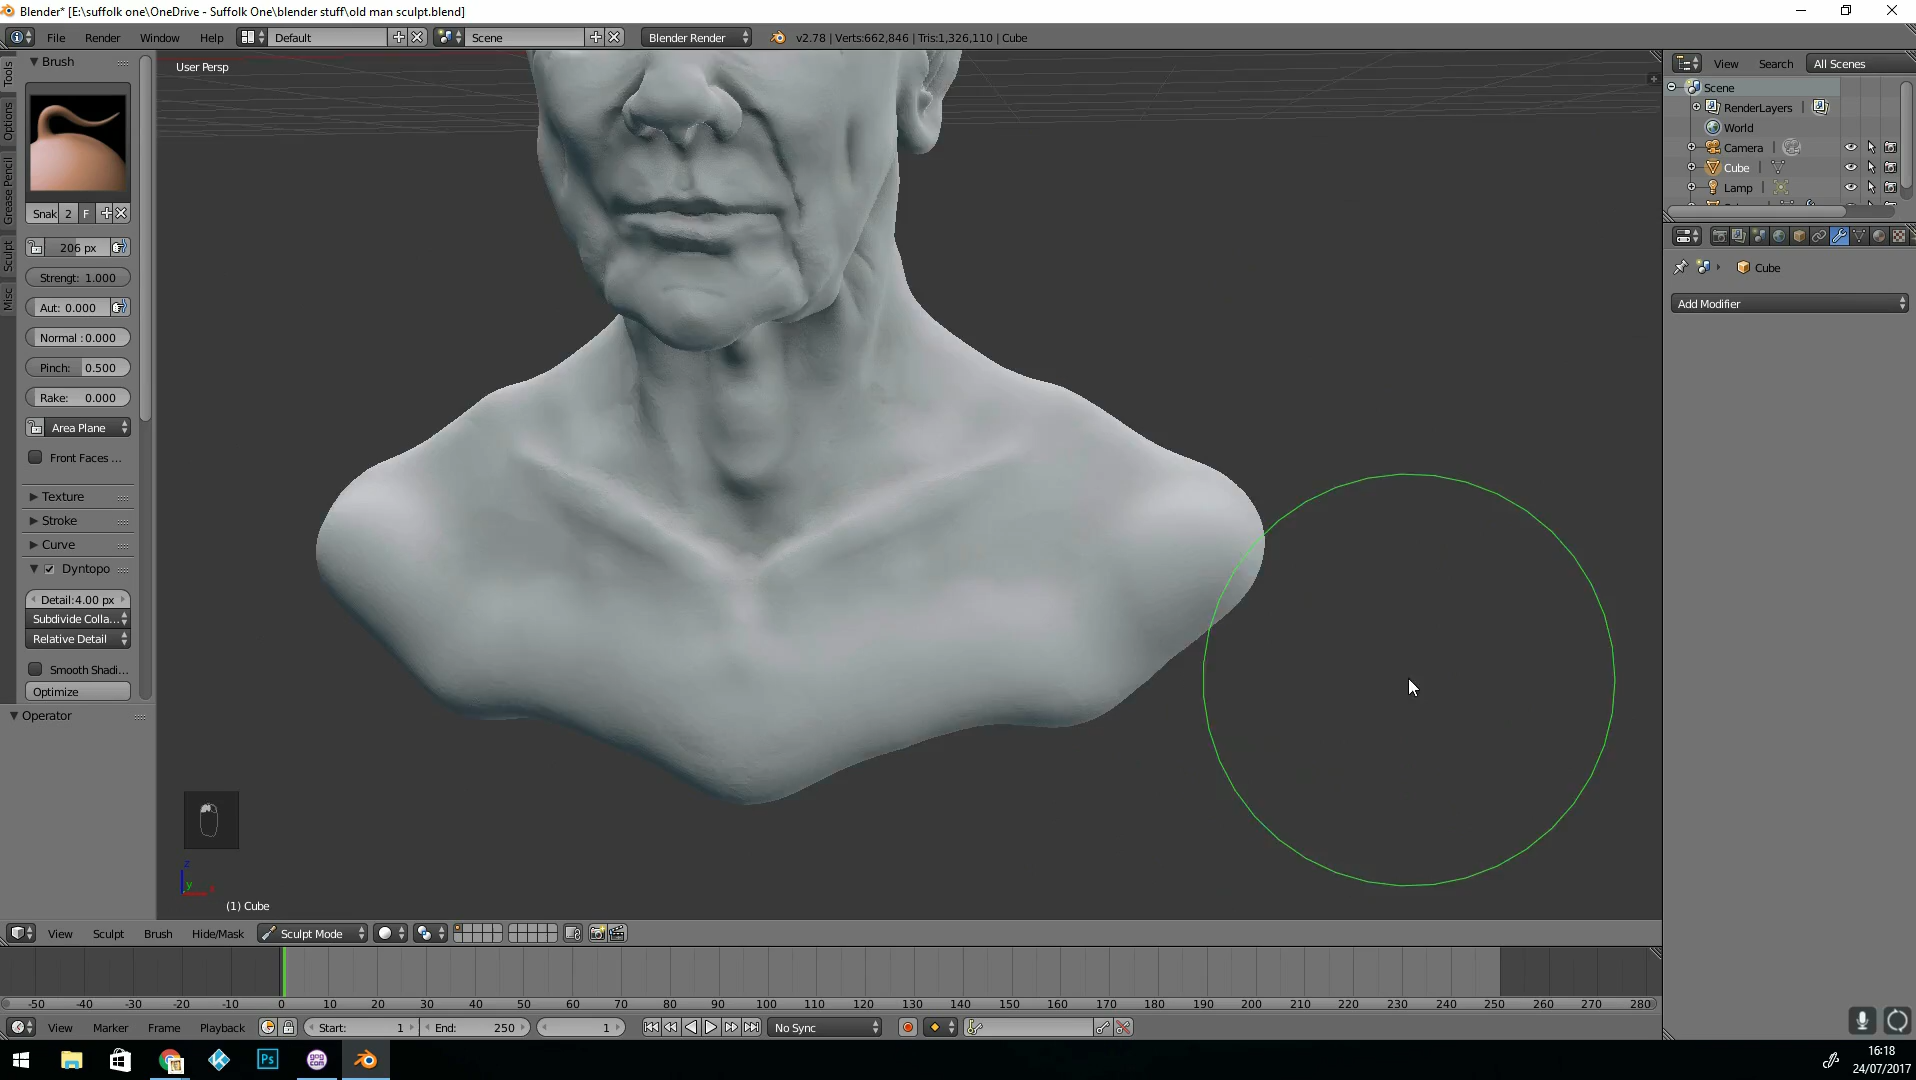 Blender* [E:\suffolk one\OneDrive - Suffolk One\blender stuff\old man sculpt.blend]
File Render Window Help Default Scene Blender Render v2.78 | Verts:662,846 | Tris:1,326,110 | Cube
Brush
User Persp
View Search All Scenes
Tools
Options
Grease Pencil
Sculpt
Misc
Scene
RenderLayers
World
Camera
Cube
Lamp
Snak 2 F
206 px
Strengt: 1.000
Aut: 0.000
Normal : 0.000
Pinch: 0.500
Rake: 0.000
Area Plane
Front Faces ...
Texture
Stroke
Curve
Dyntopo
Detail:4.00 px
Subdivide Colla...
Relative Detail
Smooth Shadi...
Optimize
Operator
Cube
Add Modifier
z
y
x
(1) Cube
View Sculpt Brush Hide/Mask Sculpt Mode
-50 -40 -30 -20 -10 0 10 20 30 40 50 60 70 80 90 100 110 120 130 140 150 160 170 180 190 200 210 220 230 240 250 260 270 280
View Marker Frame Playback Start: 1 End: 250 1 No Sync
Ps
gog
com
16:18
24/07/2017